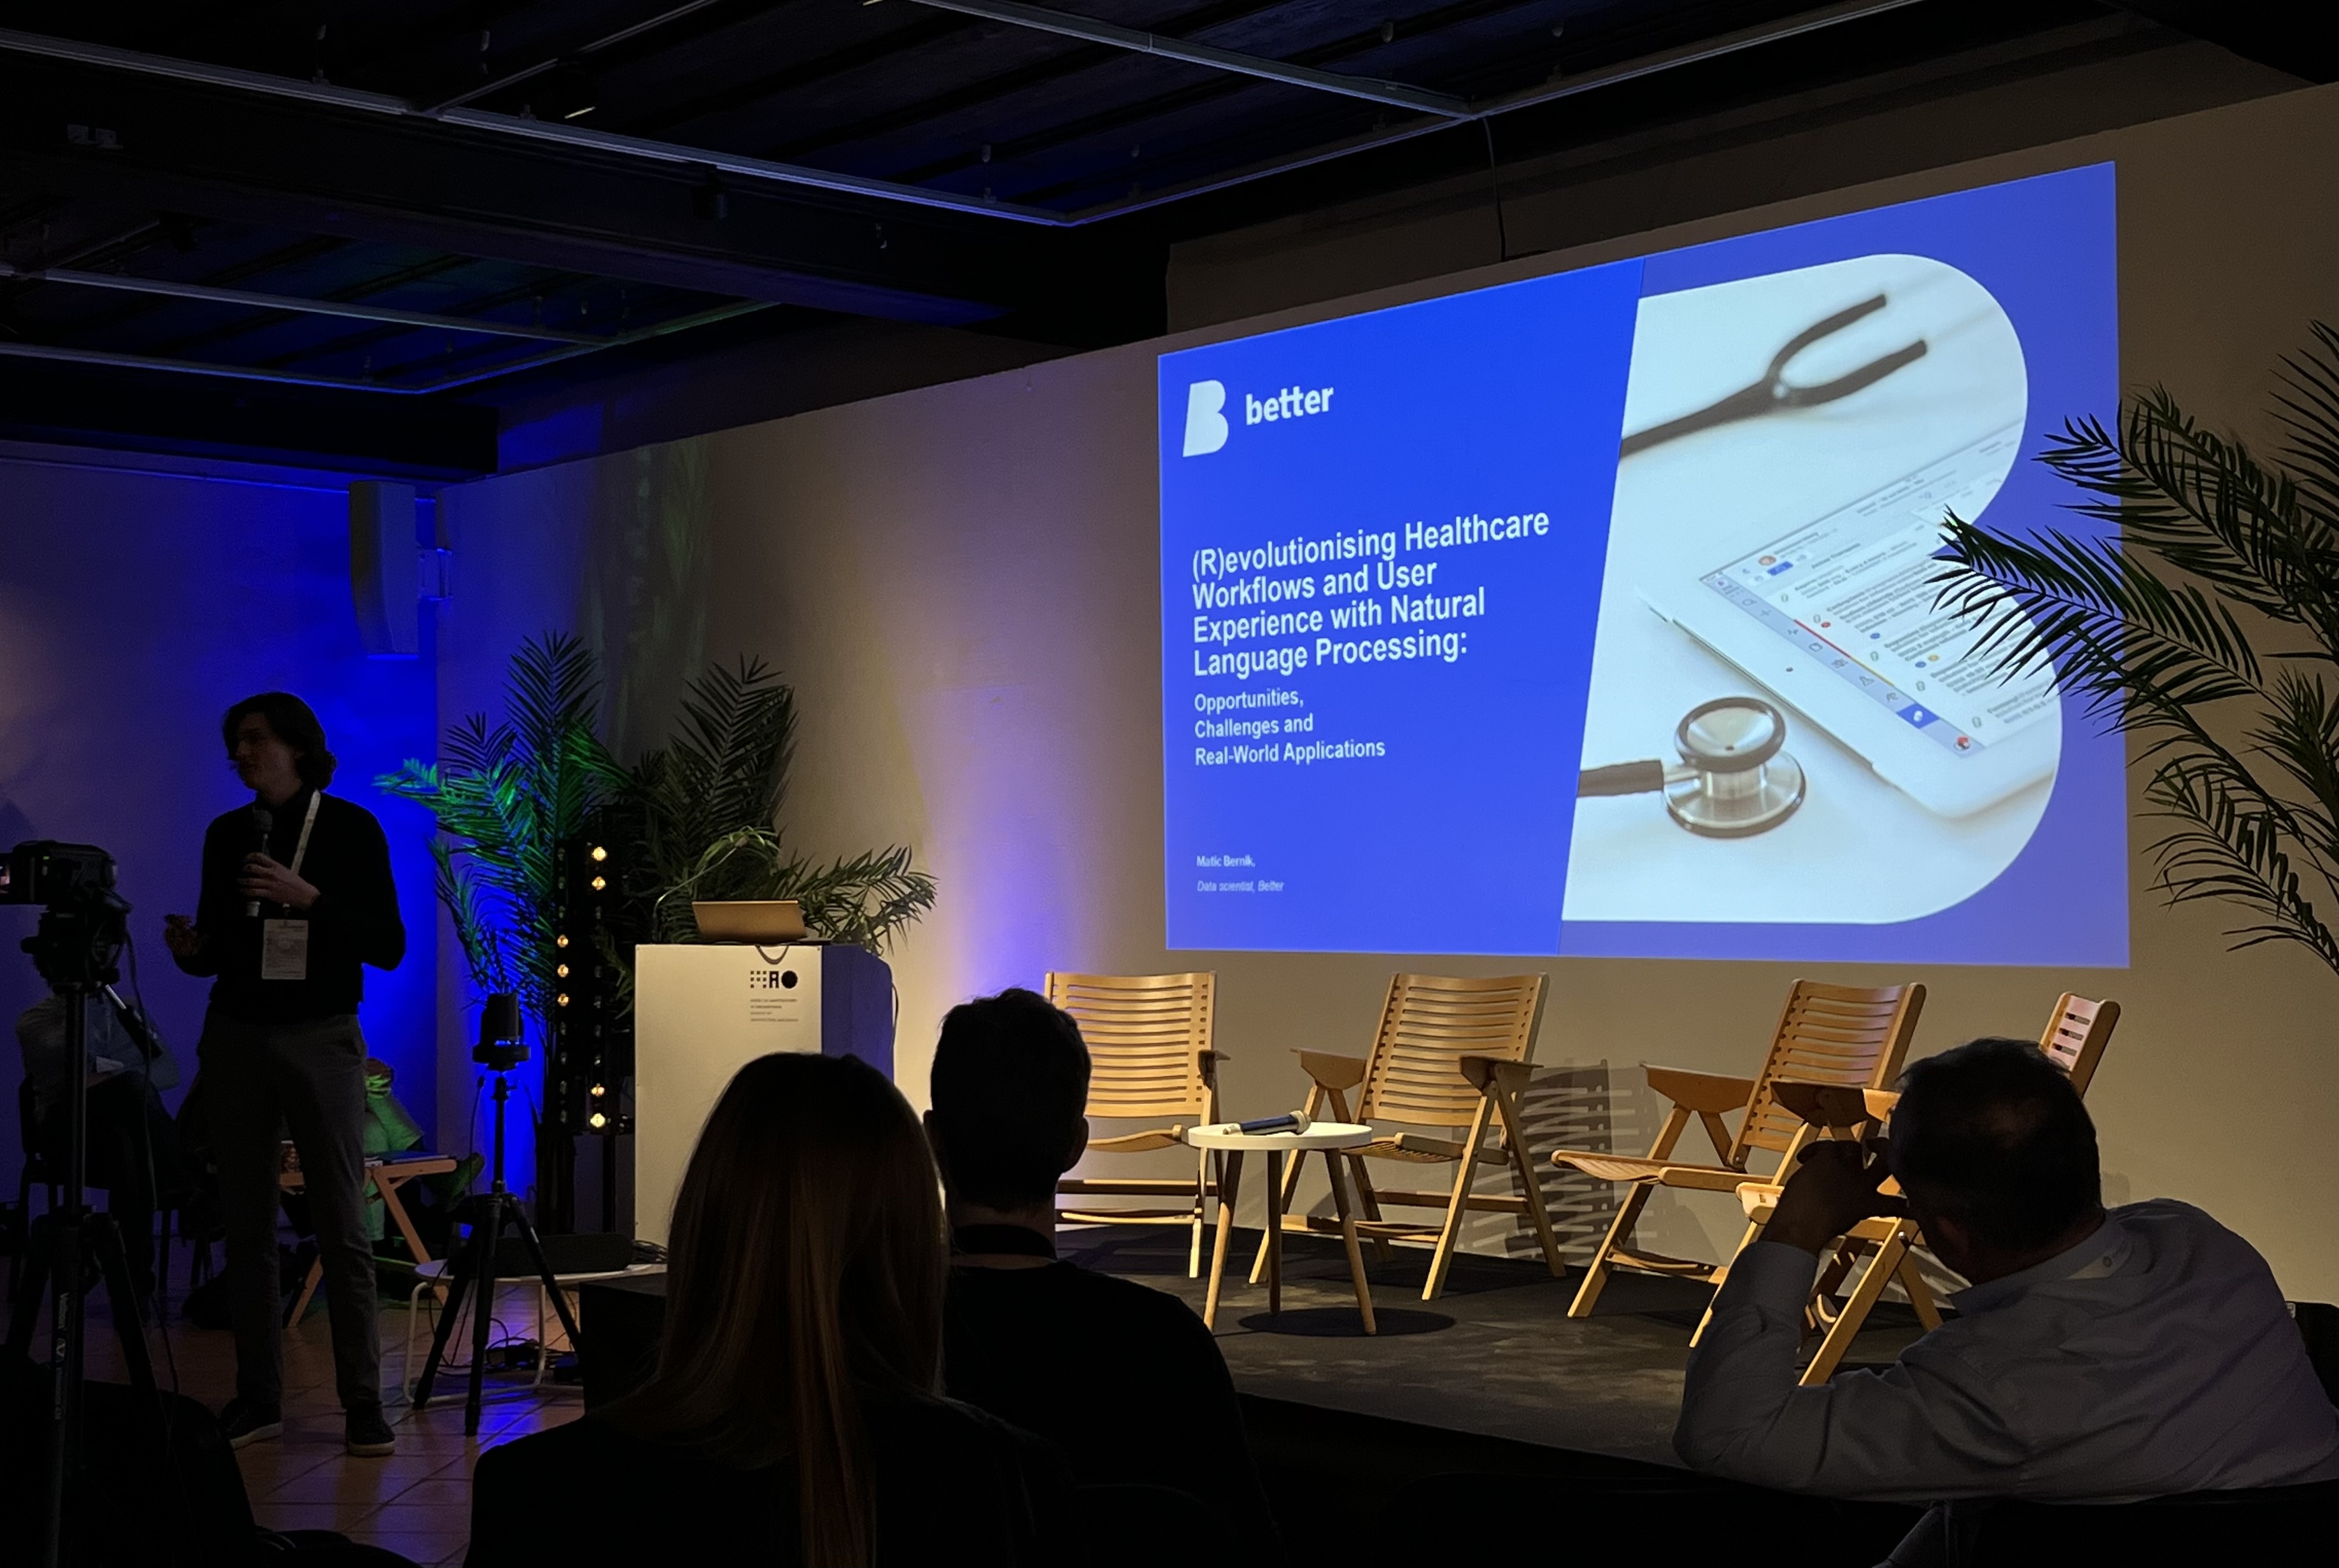 better
(R)evolutionising Healthcare
Workflows and User
Experience with Natural
Language Processing:
Opportunities,
Challenges and
Real-World Applications
Matic Bernik,
Data scientist, Better